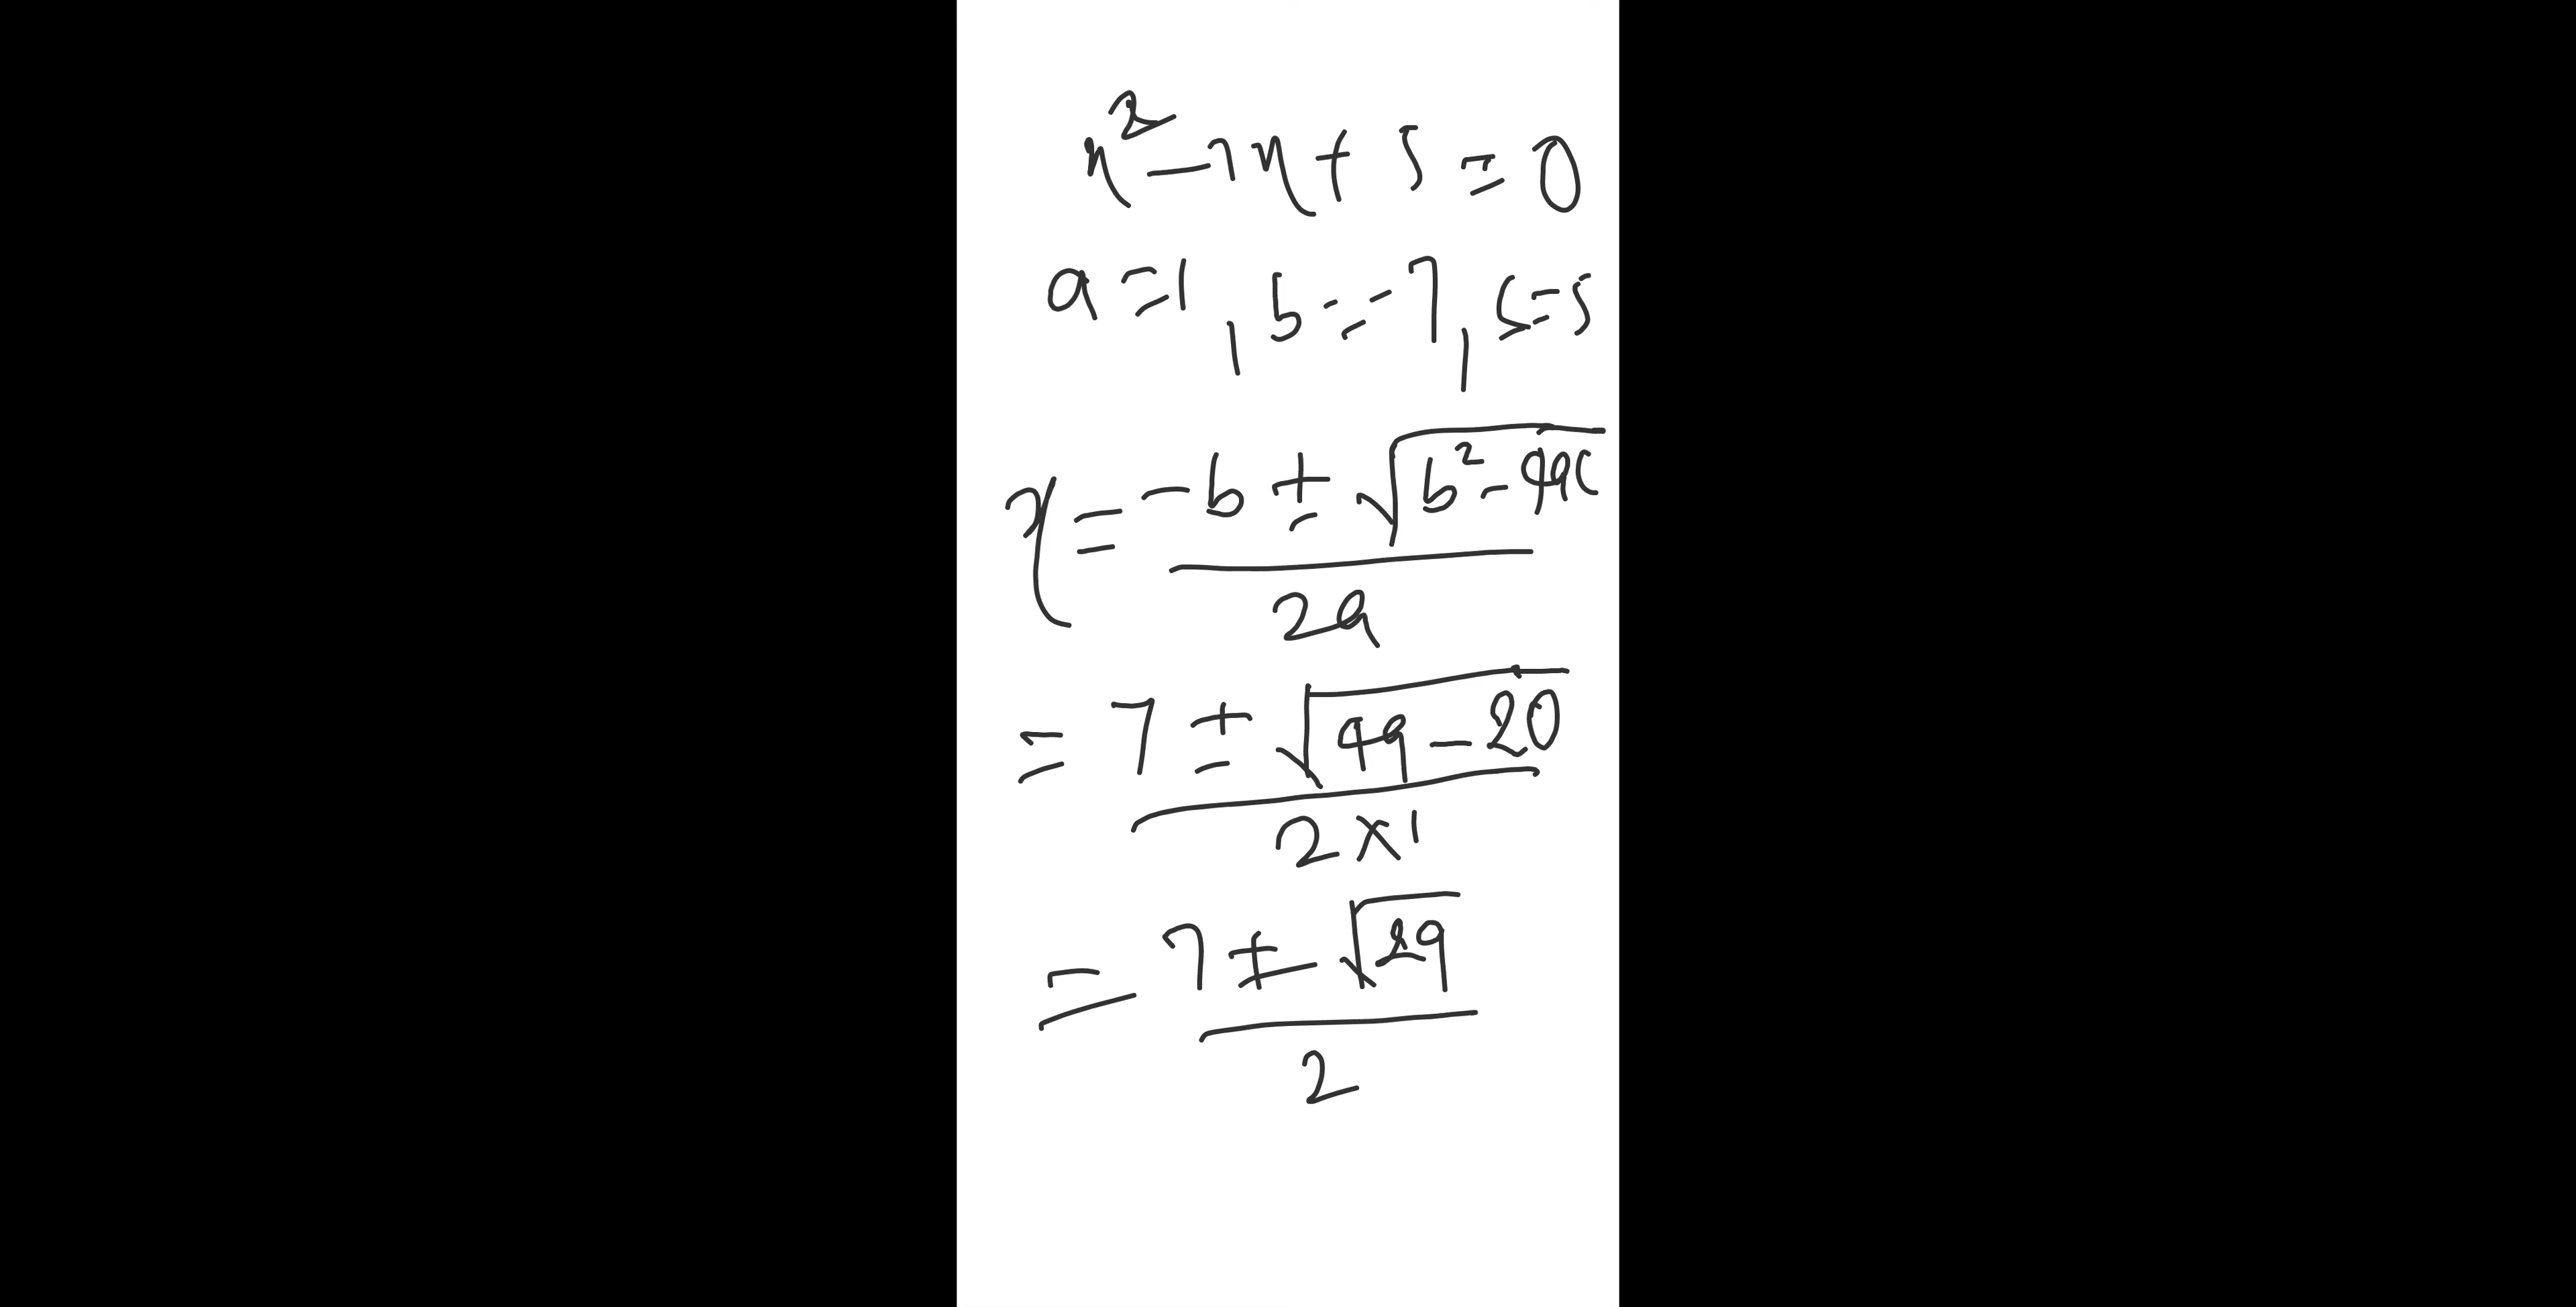 x² - 7x + 5 = 0
a = 1, b = -7, c = 5
x = (-b ± √(b² - 4ac)) / 2a
= (7 ± √(49 - 20)) / (2 × 1)
= (7 ± √29) / 2